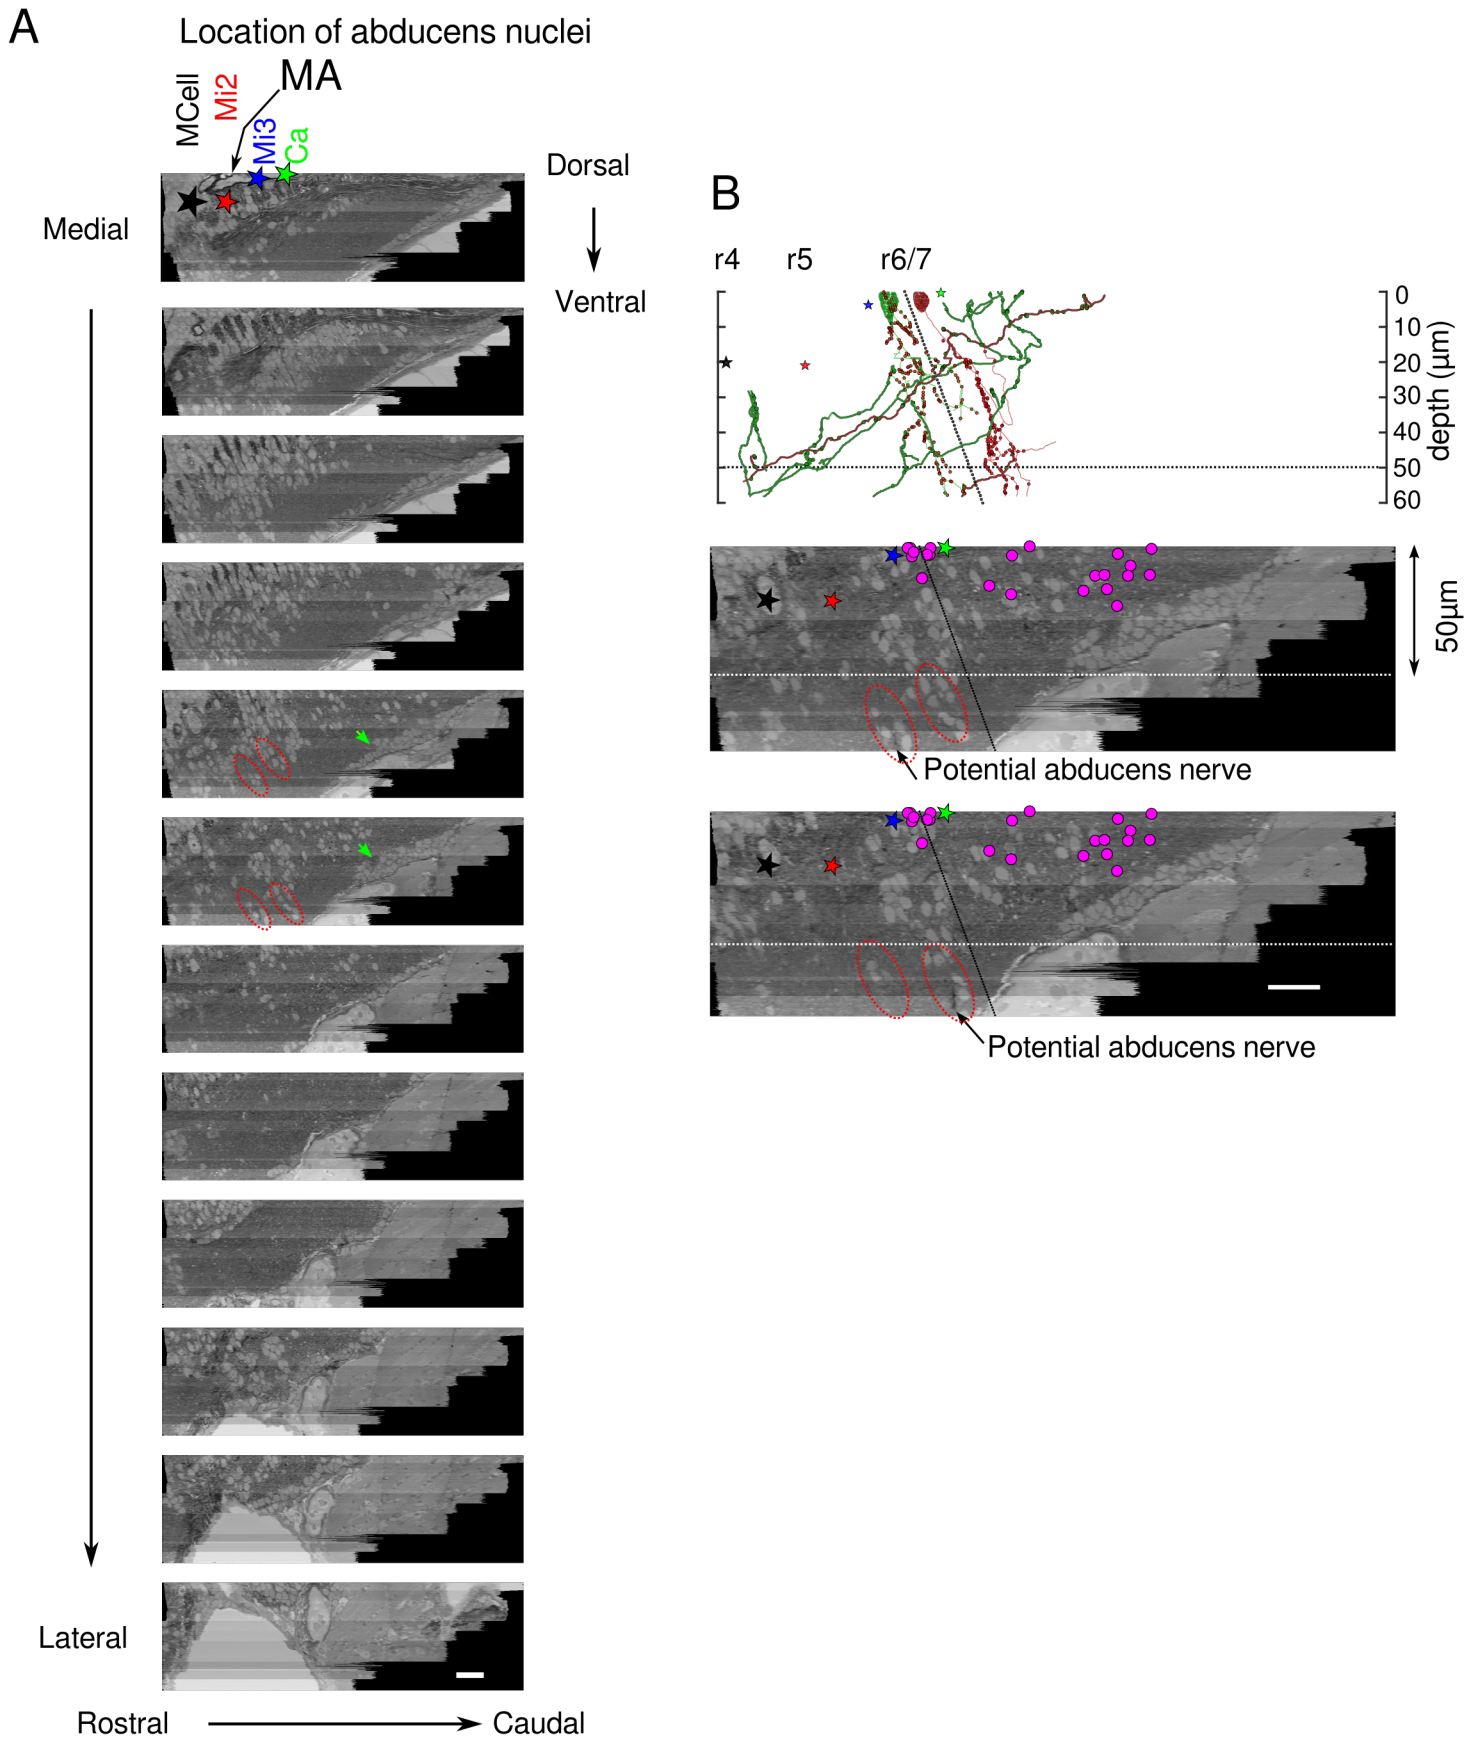 A
Location of abducens nuclei
MCell
Mi2
MA
Mi3
Ca
Dorsal
Medial
Ventral
Lateral
Rostral
Caudal
B
r4
r5
r6/7
0
10
20
30
40
50
60
depth (µm)
50µm
Potential abducens nerve
Potential abducens nerve